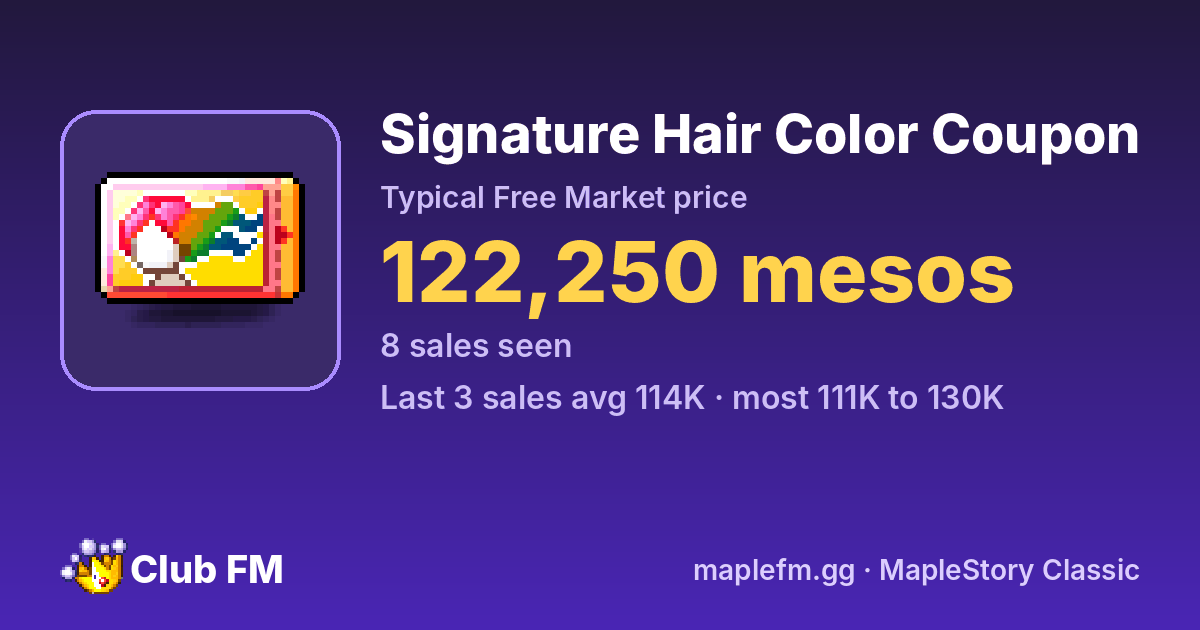 Signature Hair Color Coupon
Typical Free Market price
122,250 mesos
8 sales seen
Last 3 sales avg 114K · most 111K to 130K
Club FM
maplefm.gg · MapleStory Classic